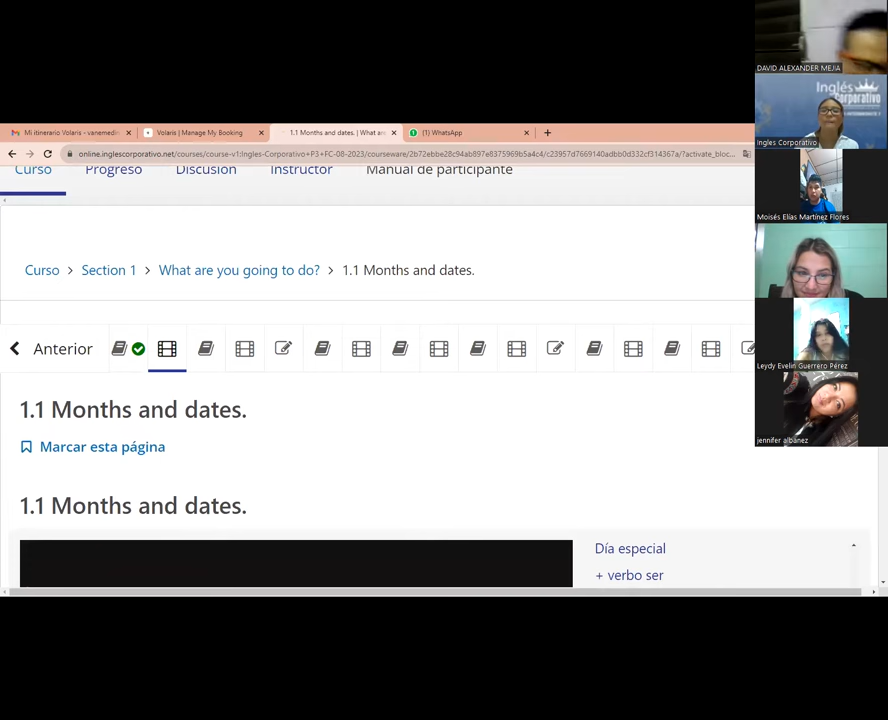 DAVID ALEXANDER MEJIA
Inglés
Corporativo
Ingles Corporativo
Mi itinerario Volaris - vanemedin
Volaris | Manage My Booking
1.1 Months and dates. | What are
(1) WhatsApp
Moisés Elías Martínez Flores
Curso
Progreso
Discusión
Instructor
Manual de participante
Curso > Section 1 > What are you going to do? > 1.1 Months and dates.
Anterior
Leydy Evelin Guerrero Pérez
1.1 Months and dates.
jennifer albanez
Marcar esta página
1.1 Months and dates.
Día especial
+ verbo ser